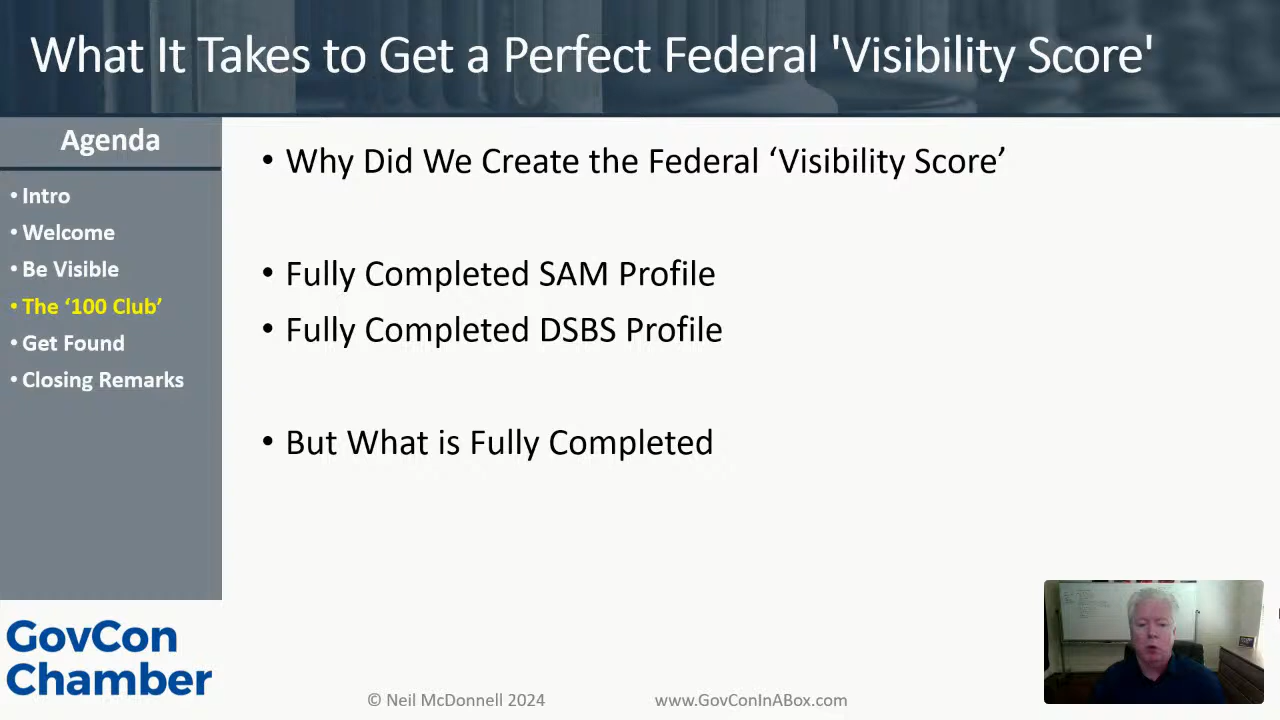 What It Takes to Get a Perfect Federal 'Visibility Score'
Agenda
• Intro
• Welcome
• Be Visible
• The ‘100 Club’
• Get Found
• Closing Remarks
• Why Did We Create the Federal ‘Visibility Score’
• Fully Completed SAM Profile
• Fully Completed DSBS Profile
• But What is Fully Completed
GovCon
Chamber
© Neil McDonnell 2024
www.GovConInABox.com